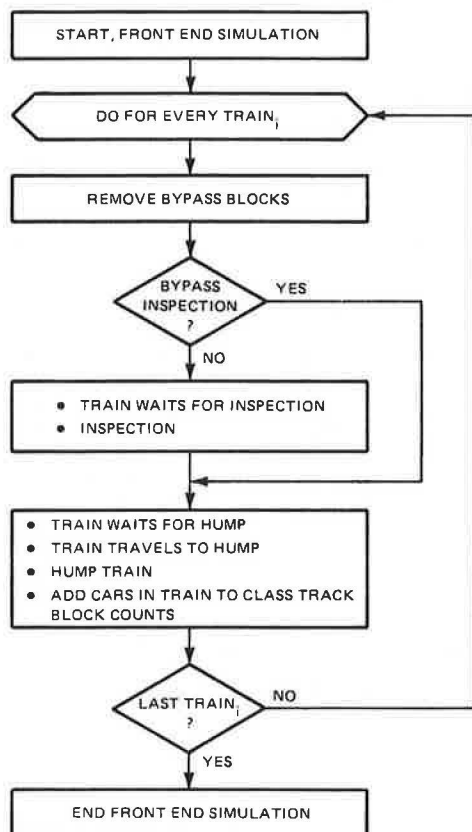 START, FRONT END SIMULATION
DO FOR EVERY TRAINj
REMOVE BYPASS BLOCKS
BYPASS
INSPECTION
?
YES
NO
• TRAIN WAITS FOR INSPECTION
• INSPECTION
• TRAIN WAITS FOR HUMP
• TRAIN TRAVELS TO HUMP
• HUMP TRAIN
• ADD CARS IN TRAIN TO CLASS TRACK
BLOCK COUNTS
LAST TRAINj
?
NO
YES
END FRONT END SIMULATION